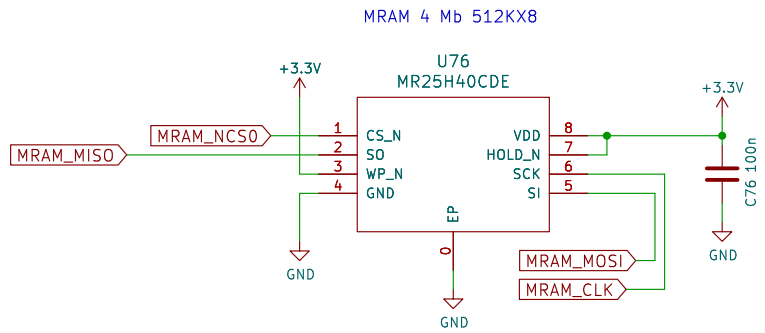 MRAM 4 Mb 512KX8
U76
MR25H40CDE
+3.3V
+3.3V
MRAM_NCS0
MRAM_MISO
1 CS_N
2 SO
3 WP_N
4 GND
VDD 8
HOLD_N 7
SCK 6
SI 5
EP
0
C76 100n
MRAM_MOSI
MRAM_CLK
GND
GND
GND